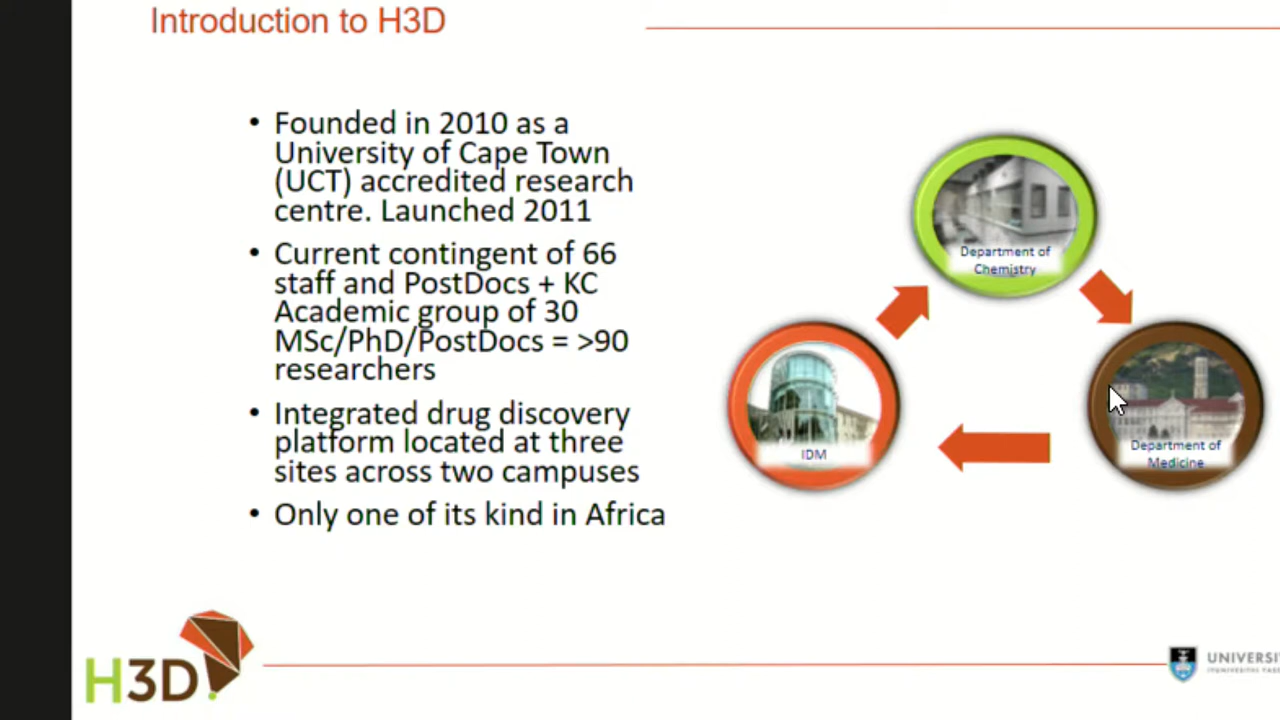 Introduction to H3D
• Founded in 2010 as a
University of Cape Town
(UCT) accredited research
centre. Launched 2011
• Current contingent of 66
staff and PostDocs + KC
Academic group of 30
MSc/PhD/PostDocs = >90
researchers
• Integrated drug discovery
platform located at three
sites across two campuses
• Only one of its kind in Africa
Department of
Chemistry
IDM
Department of
Medicine
H3D
UNIVERSI